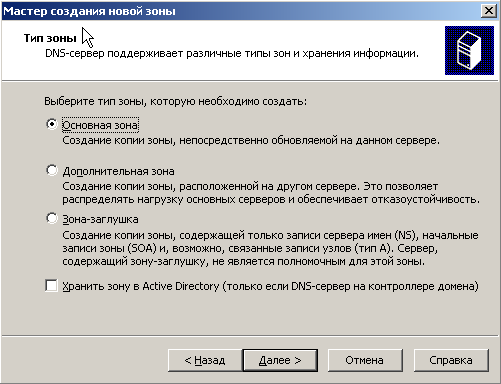 Мастер создания новой зоны
Тип зоны
DNS-сервер поддерживает различные типы зон и хранения информации.
Выберите тип зоны, которую необходимо создать:
Основная зона
Создание копии зоны, непосредственно обновляемой на данном сервере.
Дополнительная зона
Создание копии зоны, расположенной на другом сервере. Это позволяет
распределять нагрузку основных серверов и обеспечивает отказоустойчивость.
Зона-заглушка
Создание копии зоны, содержащей только записи сервера имен (NS), начальные
записи зоны (SOA) и, возможно, связанные записи узлов (тип A). Сервер,
содержащий зону-заглушку, не является полномочным для этой зоны.
Хранить зону в Active Directory (только если DNS-сервер на контроллере домена)
< Назад Далее > Отмена Справка